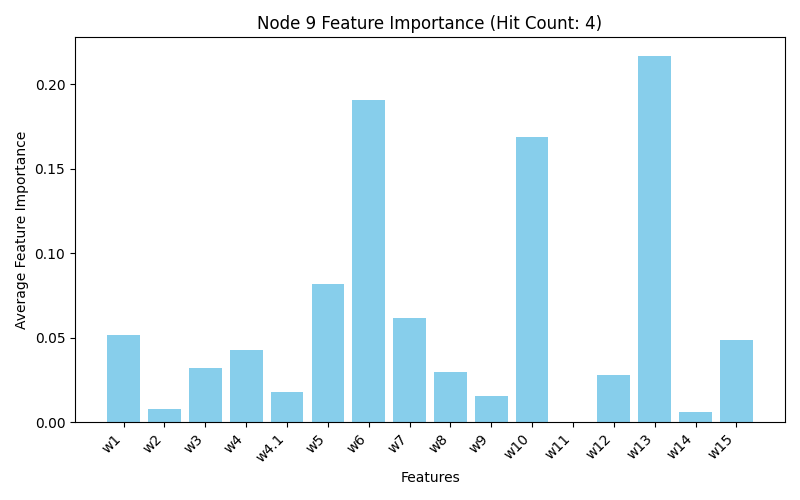 Node 9 Feature Importance (Hit Count: 4)
Average Feature Importance
0.20
0.15
0.10
0.05
0.00
w1 w2 w3 w4 w4.1 w5 w6 w7 w8 w9 w10 w11 w12 w13 w14 w15
Features